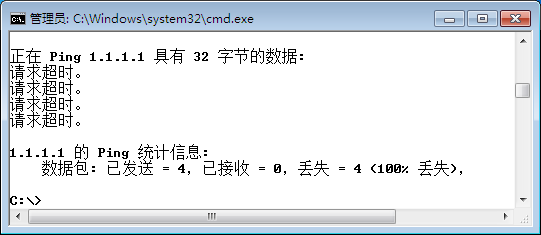 管理员: C:\Windows\system32\cmd.exe
正在 Ping 1.1.1.1 具有 32 字节的数据:
请求超时。
请求超时。
请求超时。
请求超时。
1.1.1.1 的 Ping 统计信息:
数据包: 已发送 = 4，已接收 = 0，丢失 = 4 (100% 丢失)，
C:\>